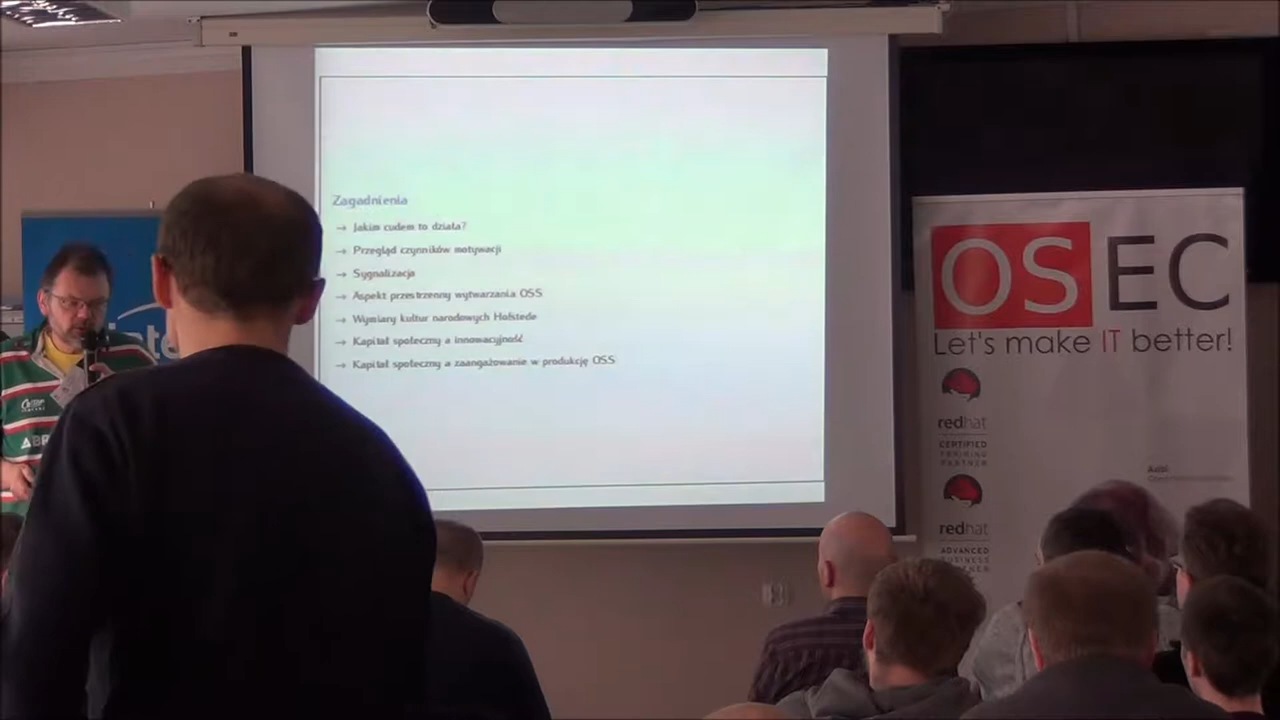 Zagadnienia
→ Jakim cudem to działa?
→ Przegląd czynników motywacji
→ Sygnalizacja
→ Aspekt przestrzenny wytwarzania OSS
→ Wymiary kultur narodowych Hofstede
→ Kapitał społeczny a innowacyjność
→ Kapitał społeczny a zaangażowanie w produkcję OSS
OSEC
Let's make IT better!
redhat
CERTIFIED
TRAINING
PARTNER
redhat
ADVANCED
BUSINESS